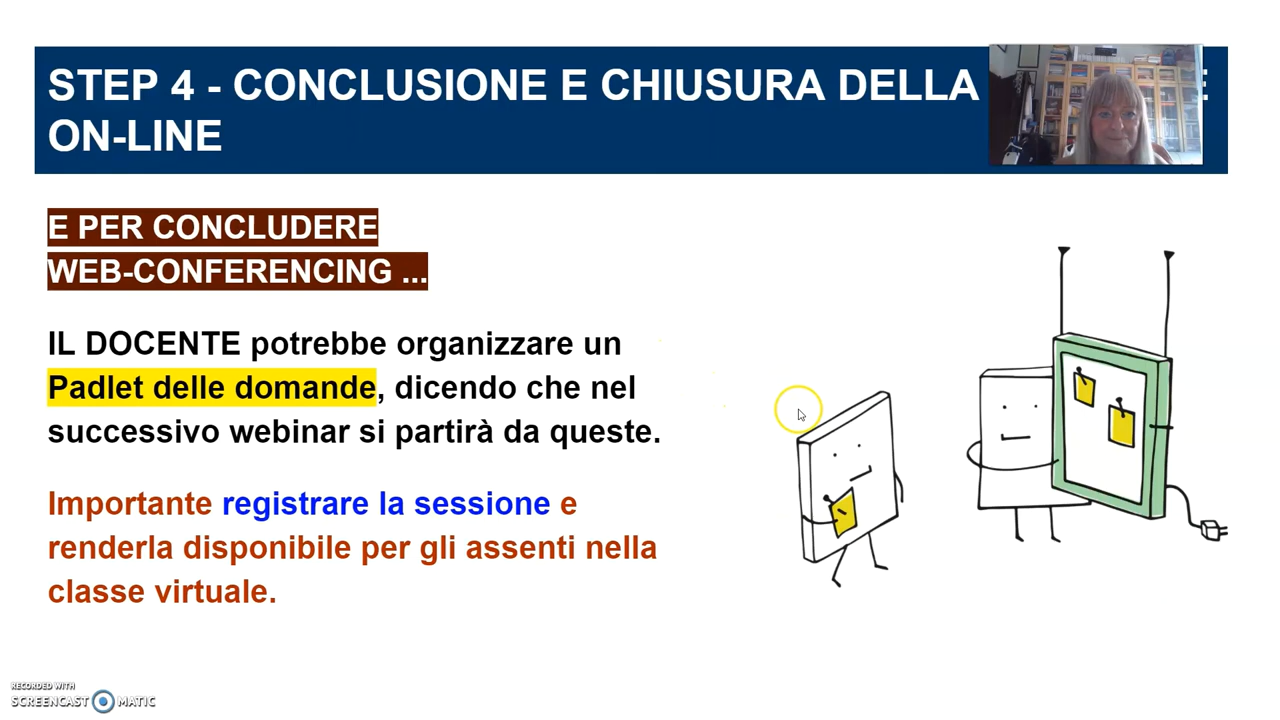 STEP 4 - CONCLUSIONE E CHIUSURA DELLA
ON-LINE
E PER CONCLUDERE
WEB-CONFERENCING ...
IL DOCENTE potrebbe organizzare un
Padlet delle domande, dicendo che nel
successivo webinar si partirà da queste.
Importante registrare la sessione e
renderla disponibile per gli assenti nella
classe virtuale.
RECORDED WITH
SCREENCAST MATIC